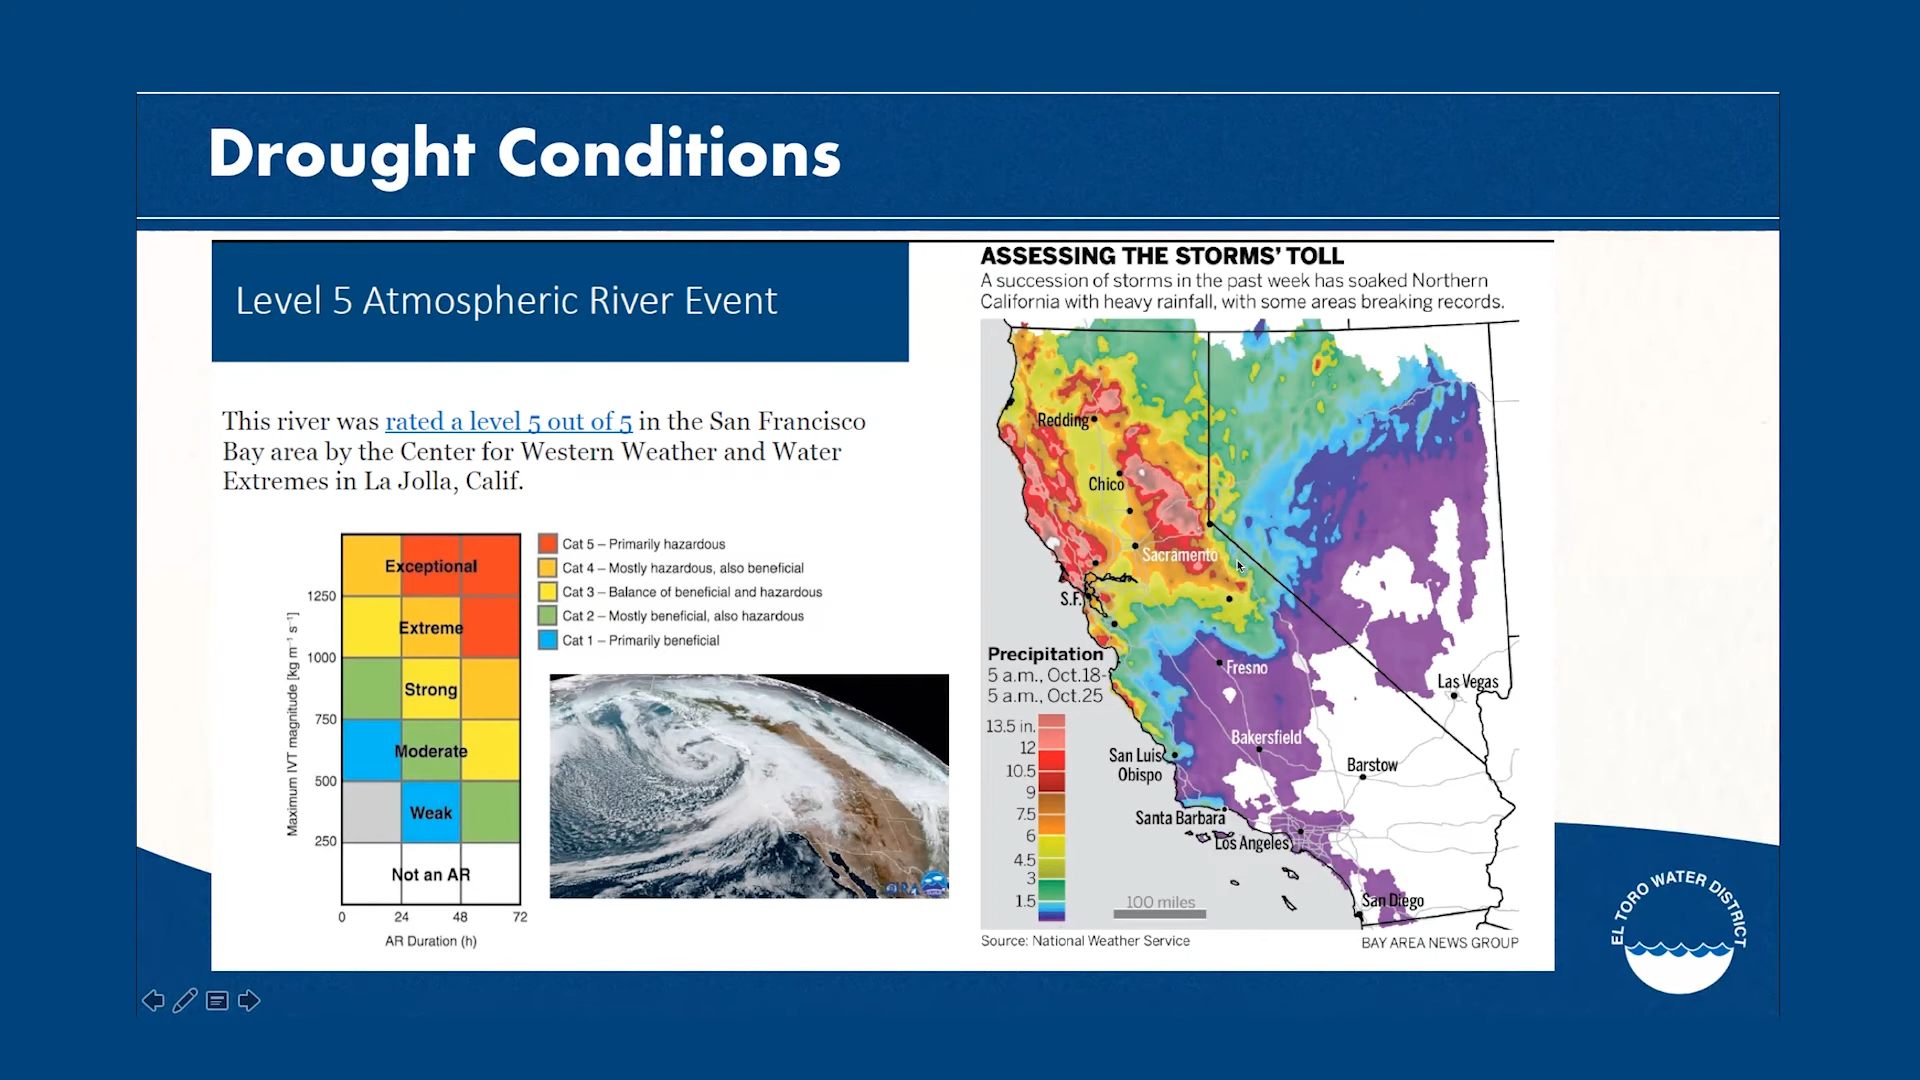 Drought Conditions
Level 5 Atmospheric River Event
This river was rated a level 5 out of 5 in the San Francisco
Bay area by the Center for Western Weather and Water
Extremes in La Jolla, Calif.
Maximum IVT magnitude [kg m⁻¹ s⁻¹]
1250
1000
750
500
250
Exceptional
Extreme
Strong
Moderate
Weak
Not an AR
0 24 48 72
AR Duration (h)
Cat 5 – Primarily hazardous
Cat 4 – Mostly hazardous, also beneficial
Cat 3 – Balance of beneficial and hazardous
Cat 2 – Mostly beneficial, also hazardous
Cat 1 – Primarily beneficial
ASSESSING THE STORMS' TOLL
A succession of storms in the past week has soaked Northern
California with heavy rainfall, with some areas breaking records.
Redding
Chico
Sacramento
S.F.
Fresno
Las Vegas
Bakersfield
San Luis
Obispo
Barstow
Santa Barbara
Los Angeles
San Diego
Precipitation
5 a.m., Oct.18-
5 a.m., Oct.25
13.5 in.
12
10.5
9
7.5
6
4.5
3
1.5
100 miles
Source: National Weather Service
BAY AREA NEWS GROUP
EL TORO WATER DISTRICT